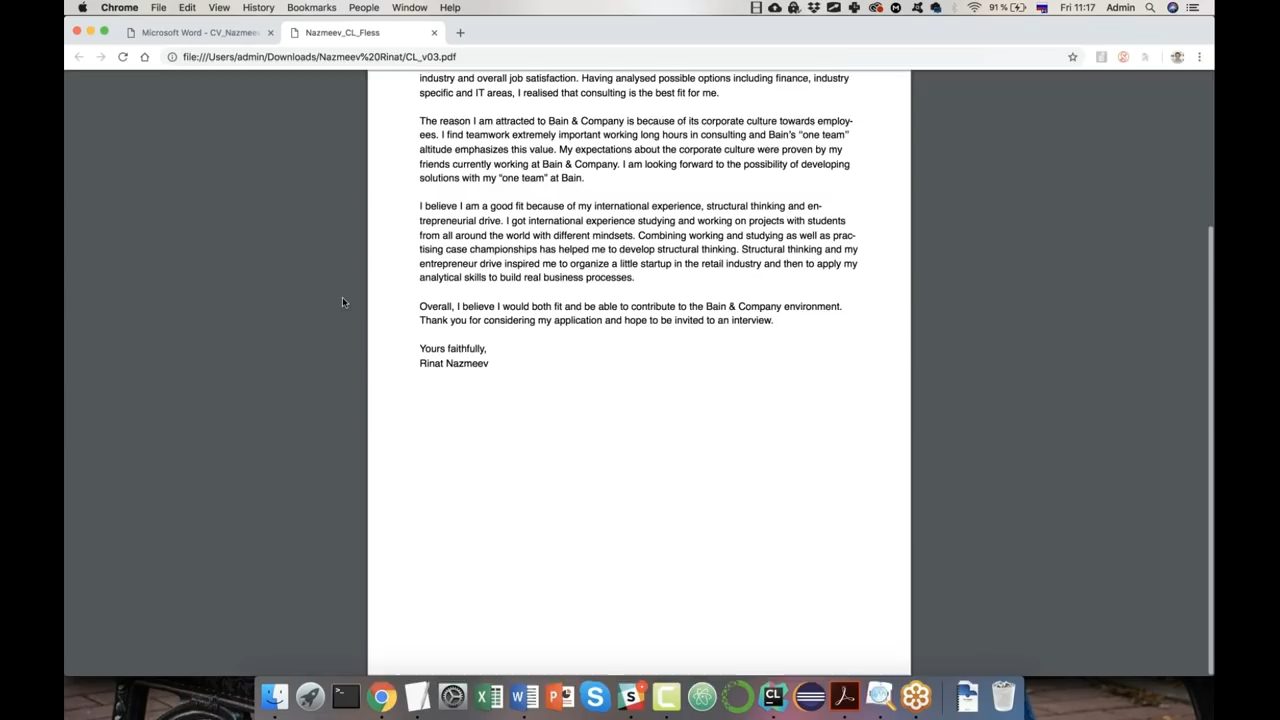 Chrome File Edit View History Bookmarks People Window Help 91 % Fri 11:17 Admin
Microsoft Word - CV_Nazmee
Nazmeev_CL_Fless
file:///Users/admin/Downloads/Nazmeev%20Rinat/CL_v03.pdf
industry and overall job satisfaction. Having analysed possible options including finance, industry
specific and IT areas, I realised that consulting is the best fit for me.
The reason I am attracted to Bain & Company is because of its corporate culture towards employ-
ees. I find teamwork extremely important working long hours in consulting and Bain's “one team”
altitude emphasizes this value. My expectations about the corporate culture were proven by my
friends currently working at Bain & Company. I am looking forward to the possibility of developing
solutions with my “one team” at Bain.
I believe I am a good fit because of my international experience, structural thinking and en-
trepreneurial drive. I got international experience studying and working on projects with students
from all around the world with different mindsets. Combining working and studying as well as prac-
tising case championships has helped me to develop structural thinking. Structural thinking and my
entrepreneur drive inspired me to organize a little startup in the retail industry and then to apply my
analytical skills to build real business processes.
Overall, I believe I would both fit and be able to contribute to the Bain & Company environment.
Thank you for considering my application and hope to be invited to an interview.
Yours faithfully,
Rinat Nazmeev
CL